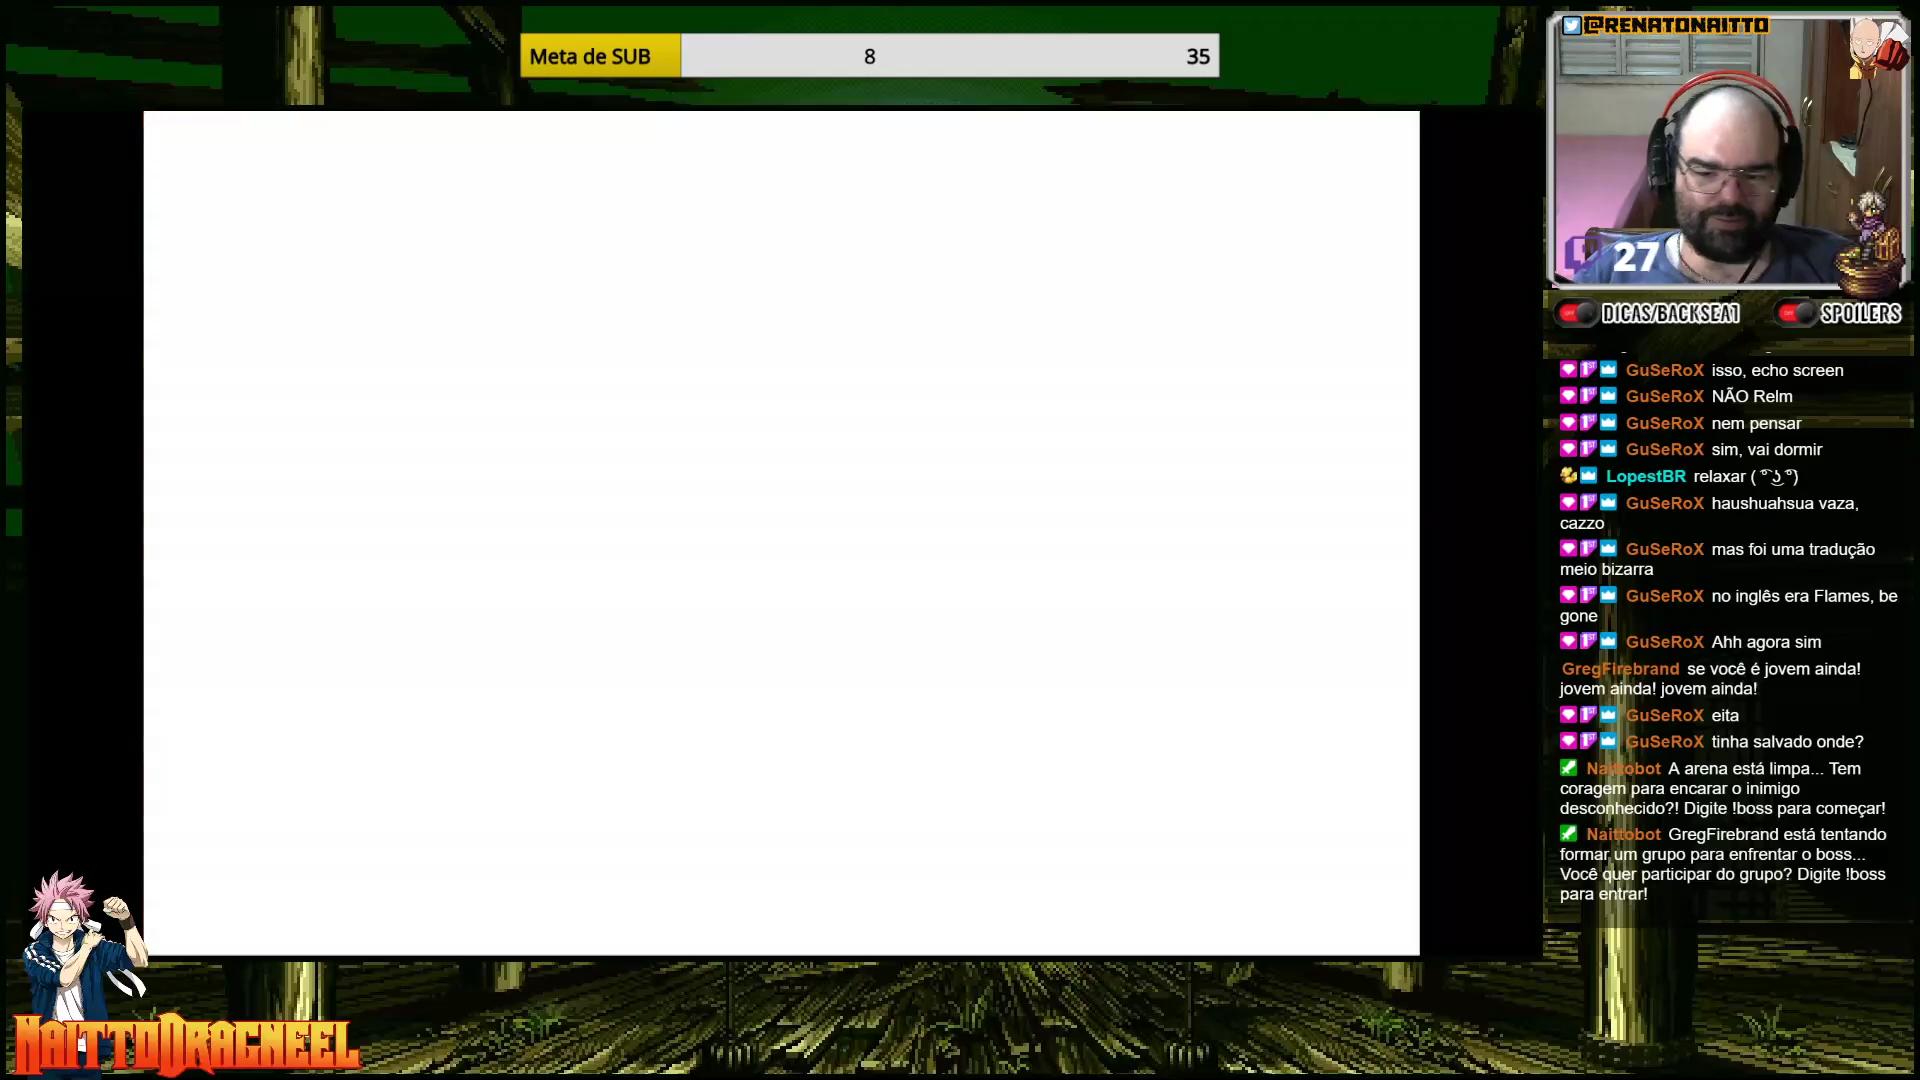 Meta de SUB 8 35
@RENATONAITTO
27
DICAS/BACKSEAT SPOILERS
GuSeRoX isso, echo screen
GuSeRoX NÃO Relm
GuSeRoX nem pensar
GuSeRoX sim, vai dormir
LopestBR relaxar ( ͡° ͜ʖ ͡°)
GuSeRoX haushuahsua vaza,
cazzo
GuSeRoX mas foi uma tradução
meio bizarra
GuSeRoX no inglês era Flames, be
gone
GuSeRoX Ahh agora sim
GregFirebrand se você é jovem ainda!
jovem ainda! jovem ainda!
GuSeRoX eita
GuSeRoX tinha salvado onde?
Naittobot A arena está limpa... Tem
coragem para encarar o inimigo
desconhecido?! Digite !boss para começar!
Naittobot GregFirebrand está tentando
formar um grupo para enfrentar o boss...
Você quer participar do grupo? Digite !boss
para entrar!
NAITTODRAGNEEL